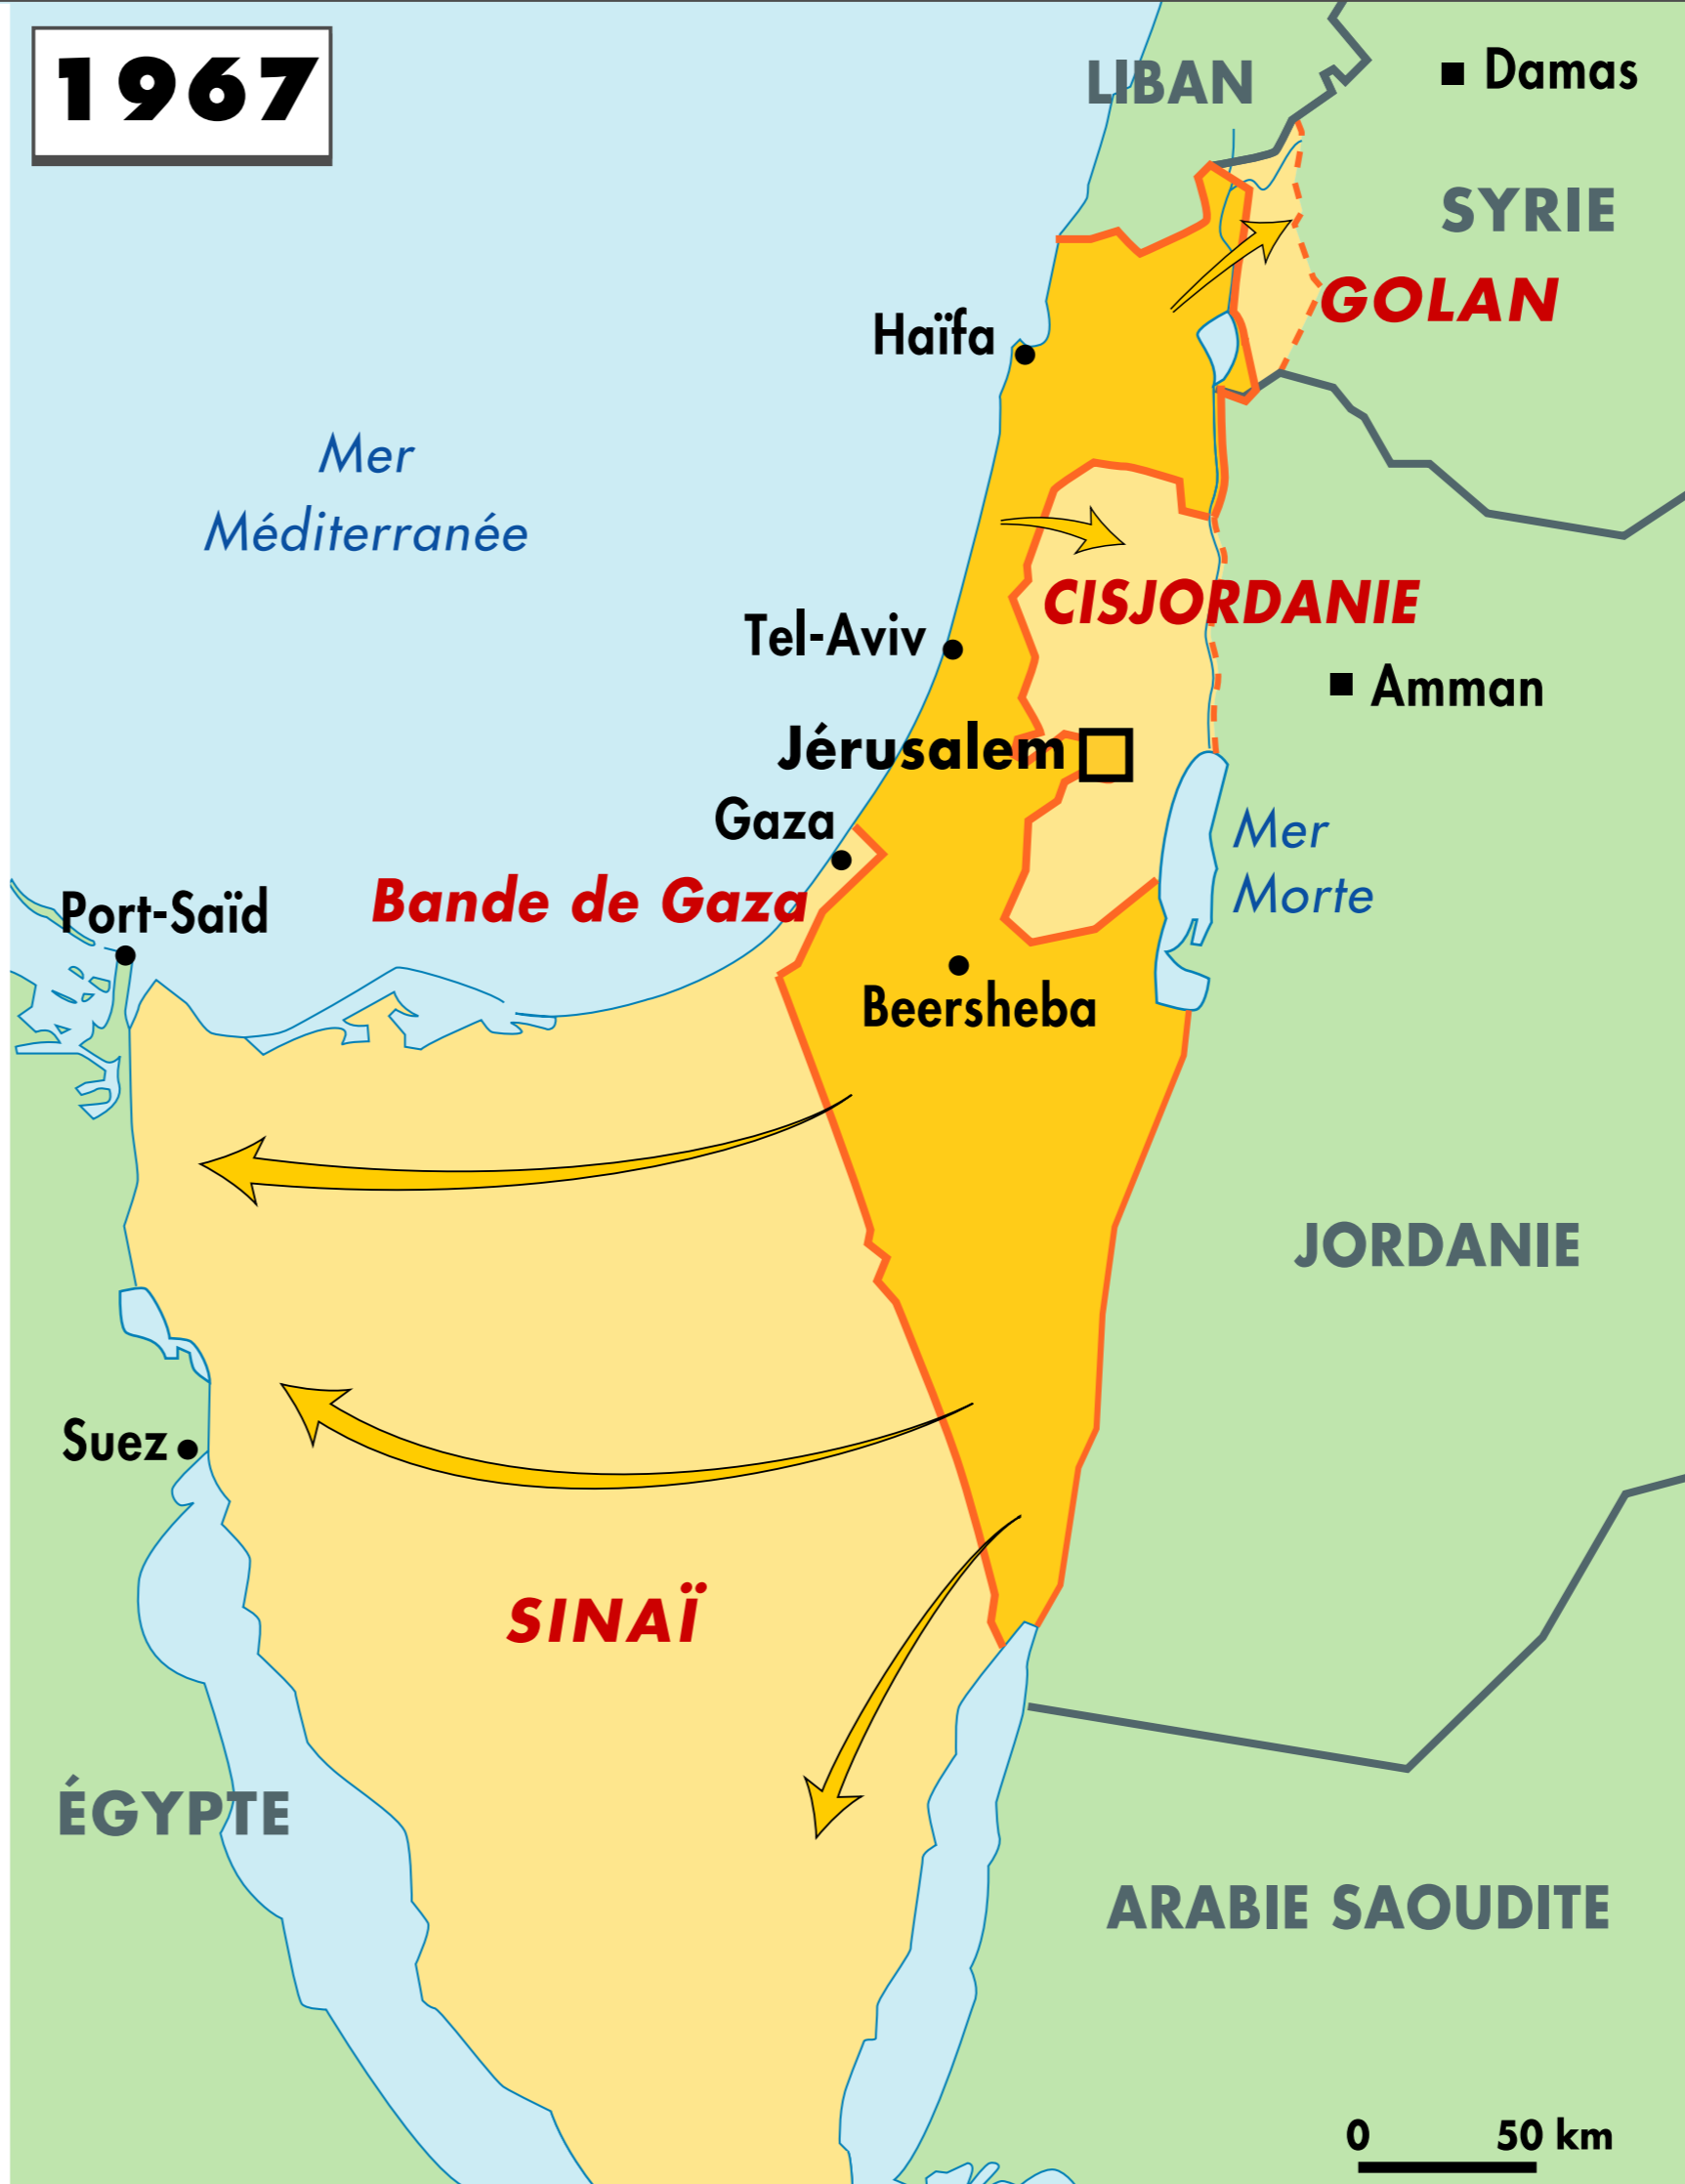 1967
LIBAN
Damas
SYRIE
GOLAN
Haïfa
Mer
Méditerranée
CISJORDANIE
Tel-Aviv
Amman
Jérusalem
Gaza
Mer
Morte
Bande de Gaza
Port-Saïd
Beersheba
JORDANIE
Suez
SINAÏ
ÉGYPTE
ARABIE SAOUDITE
0 50 km